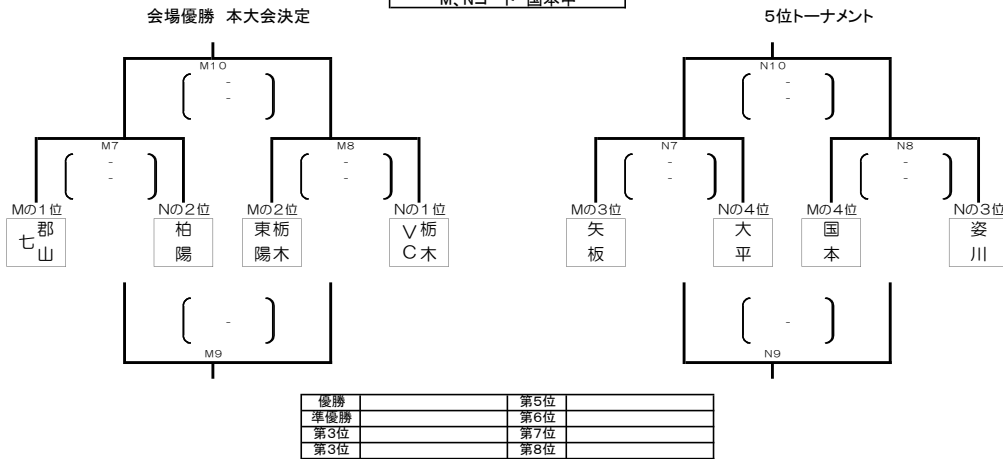 M、Nコート 国本中
会場優勝 本大会決定
5位トーナメント
M10
-
-
N10
-
-
M7
-
-
M8
-
-
N7
-
-
N8
-
-
Mの1位
Nの2位
Mの2位
Nの1位
Mの3位
Nの4位
Mの4位
Nの3位
郡山七
柏陽
栃木東陽
栃木VC
矢板
大平
国本
姿川
-
M9
-
N9
優勝 第5位
準優勝 第6位
第3位 第7位
第3位 第8位